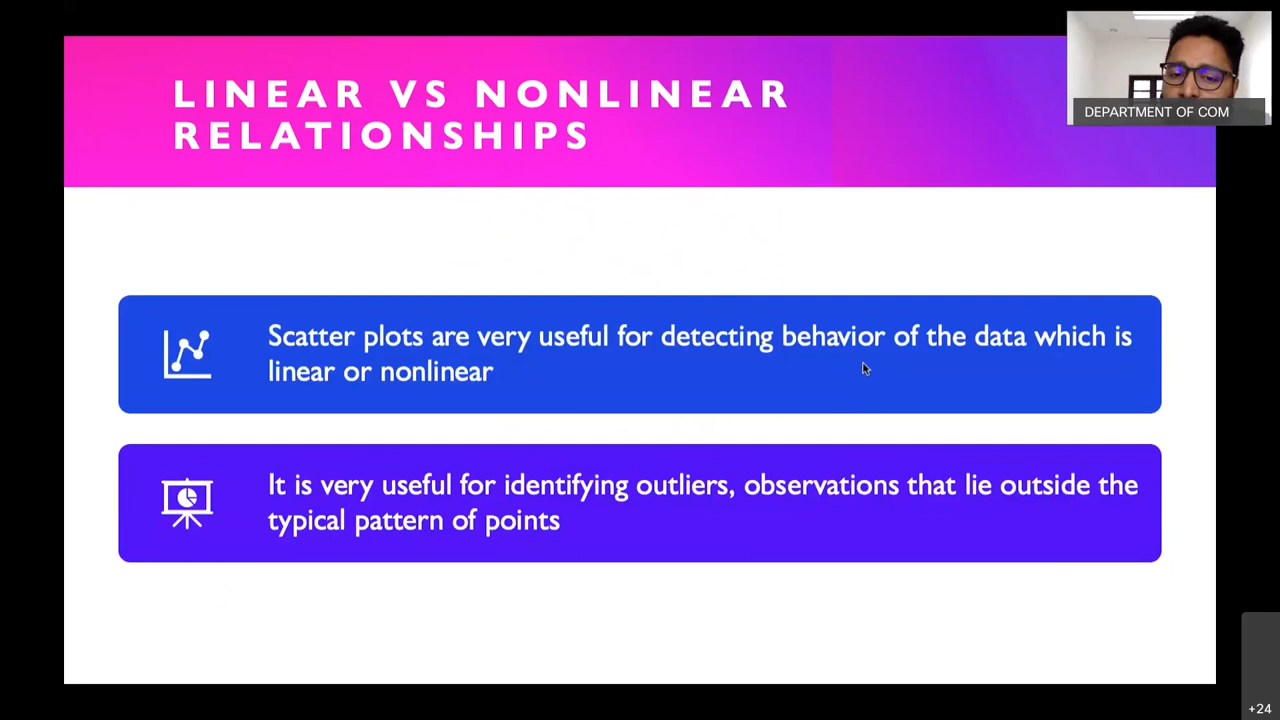 LINEAR VS NONLINEAR
RELATIONSHIPS
DEPARTMENT OF COM
Scatter plots are very useful for detecting behavior of the data which is
linear or nonlinear
It is very useful for identifying outliers, observations that lie outside the
typical pattern of points
+24